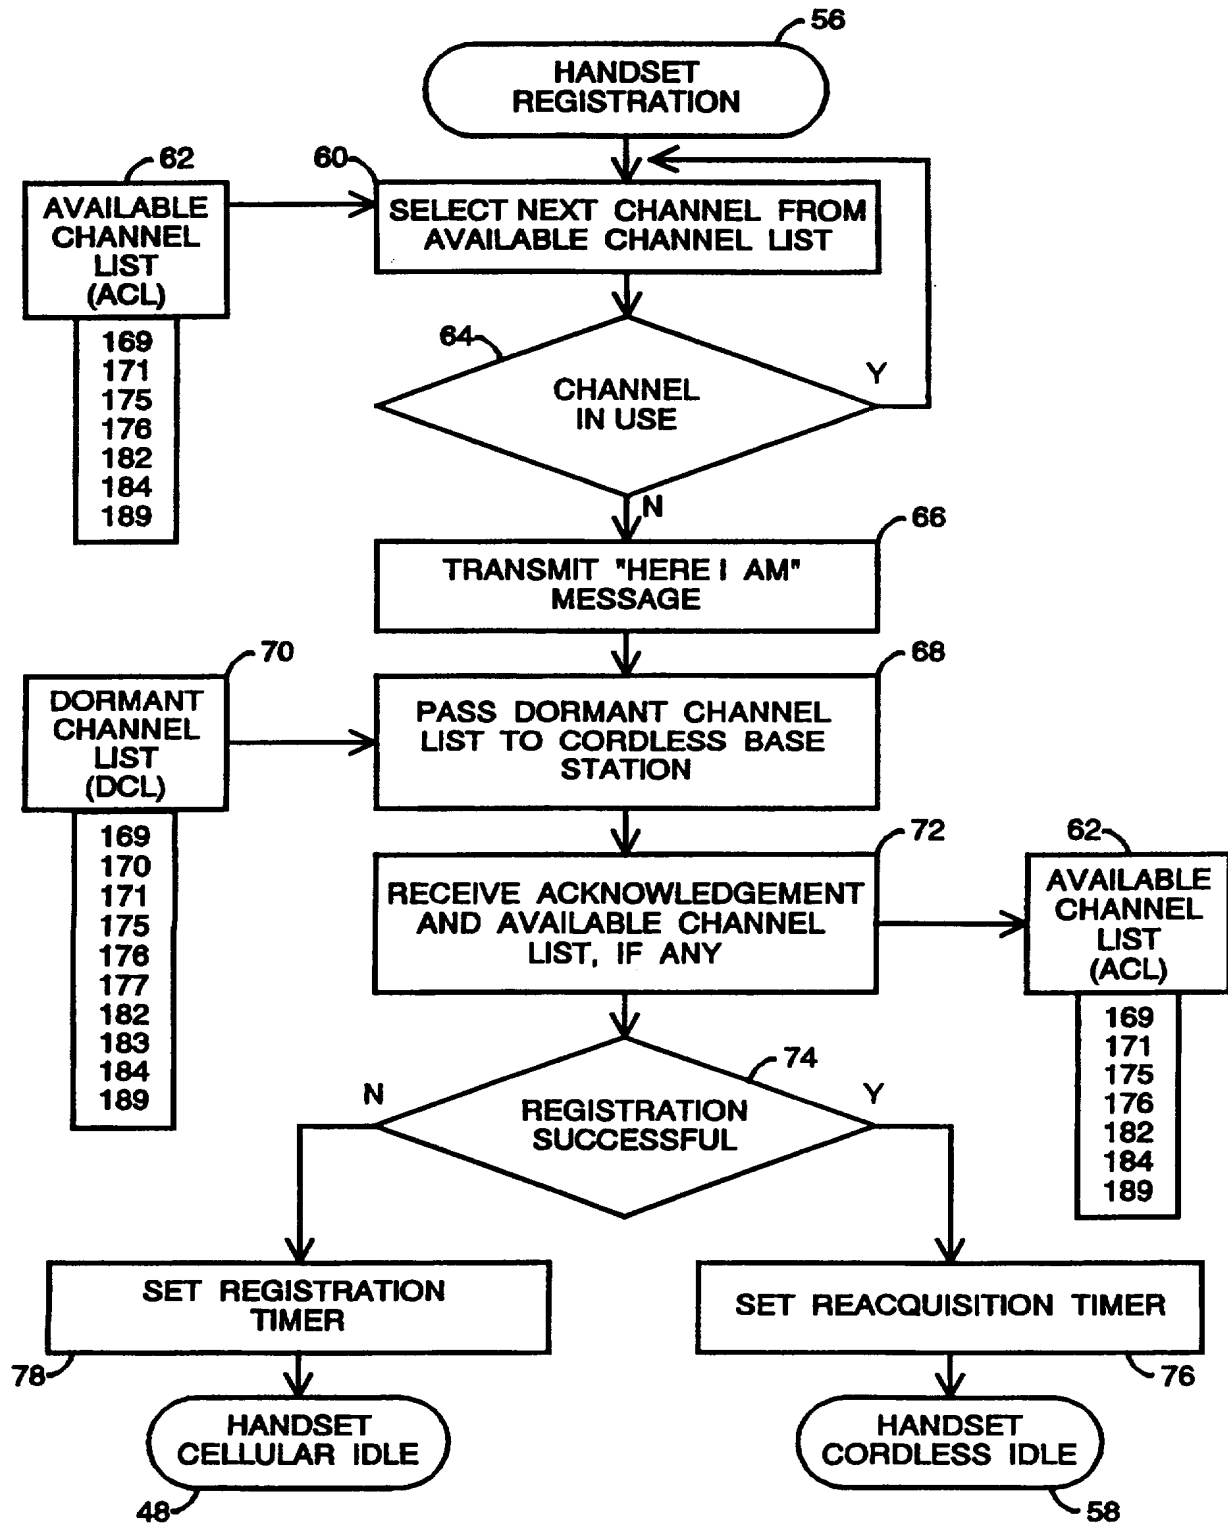 56
HANDSET
REGISTRATION
62
60
AVAILABLE
CHANNEL
LIST
(ACL)
169
171
175
176
182
184
189
SELECT NEXT CHANNEL FROM
AVAILABLE CHANNEL LIST
64
CHANNEL
IN USE
Y
N
66
TRANSMIT "HERE I AM"
MESSAGE
70
68
DORMANT
CHANNEL
LIST
(DCL)
169
170
171
175
176
177
182
183
184
189
PASS DORMANT CHANNEL
LIST TO CORDLESS BASE
STATION
72
RECEIVE ACKNOWLEDGEMENT
AND AVAILABLE CHANNEL
LIST, IF ANY
62
AVAILABLE
CHANNEL
LIST
(ACL)
169
171
175
176
182
184
189
74
N
REGISTRATION
SUCCESSFUL
Y
SET REGISTRATION
TIMER
78
SET REACQUISITION TIMER
76
HANDSET
CELLULAR IDLE
48
HANDSET
CORDLESS IDLE
58